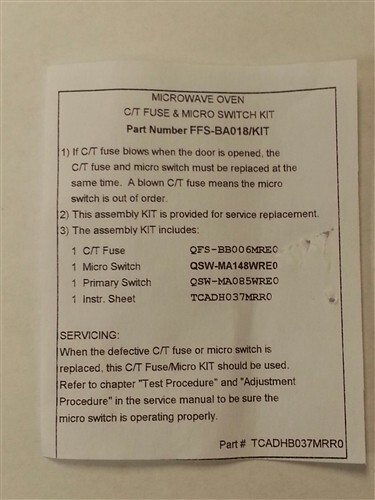 MICROWAVE OVEN
C/T FUSE & MICRO SWITCH KIT
Part Number FFS-BA018/KIT
1) If C/T fuse blows when the door is opened, the
C/T fuse and micro switch must be replaced at the
same time. A blown C/T fuse means the micro
switch is out of order.
2) This assembly KIT is provided for service replacement.
3) The assembly KIT includes:
1 C/T Fuse QFS-BB006MRE0
1 Micro Switch QSW-MA148WRE0
1 Primary Switch QSW-MA085WRE0
1 Instr. Sheet TCADH037MRR0
SERVICING:
When the defective C/T fuse or micro switch is
replaced, this C/T Fuse/Micro KIT should be used.
Refer to chapter "Test Procedure" and "Adjustment
Procedure" in the service manual to be sure the
micro switch is operating properly.
Part # TCADHB037MRR0